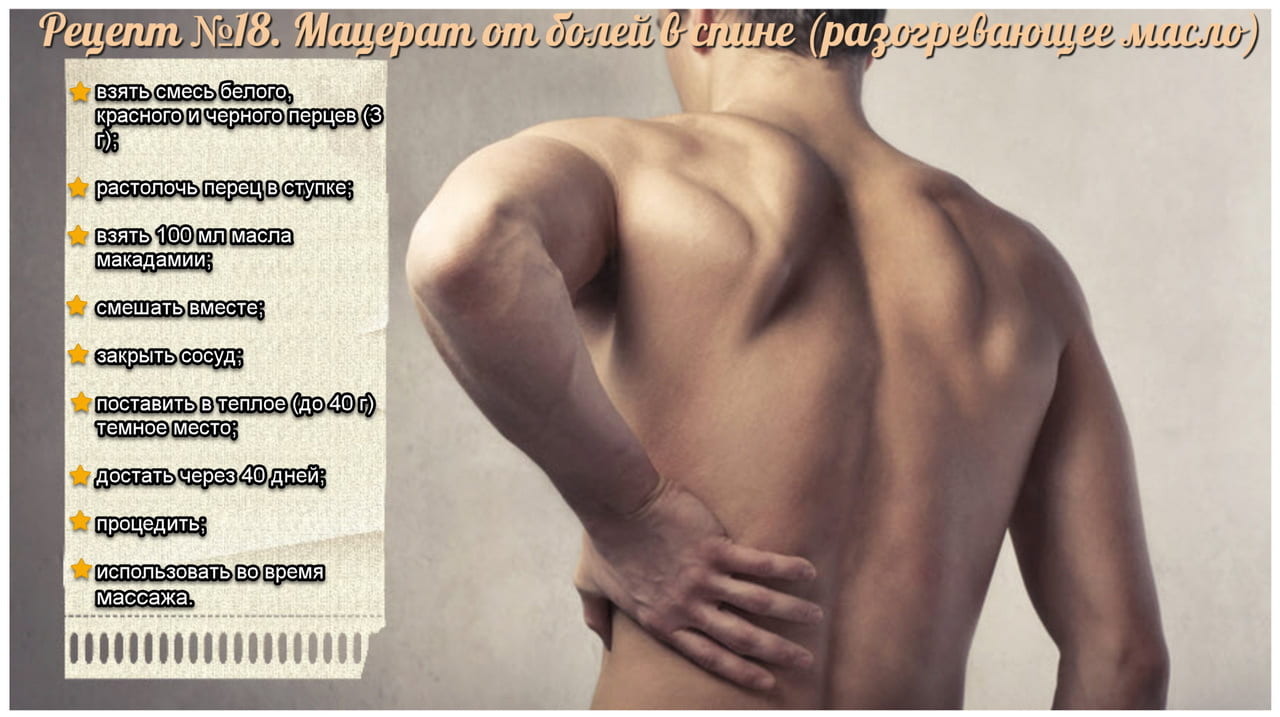 Рецепт №18. Мацерат от болей в спине (разогревающее масло)
взять смесь белого,
красного и черного перцев (3
г);
растолочь перец в ступке;
взять 100 мл масла
макадамии;
смешать вместе;
закрыть сосуд;
поставить в теплое (до 40 г)
темное место;
достать через 40 дней;
процедить;
использовать во время
массажа.